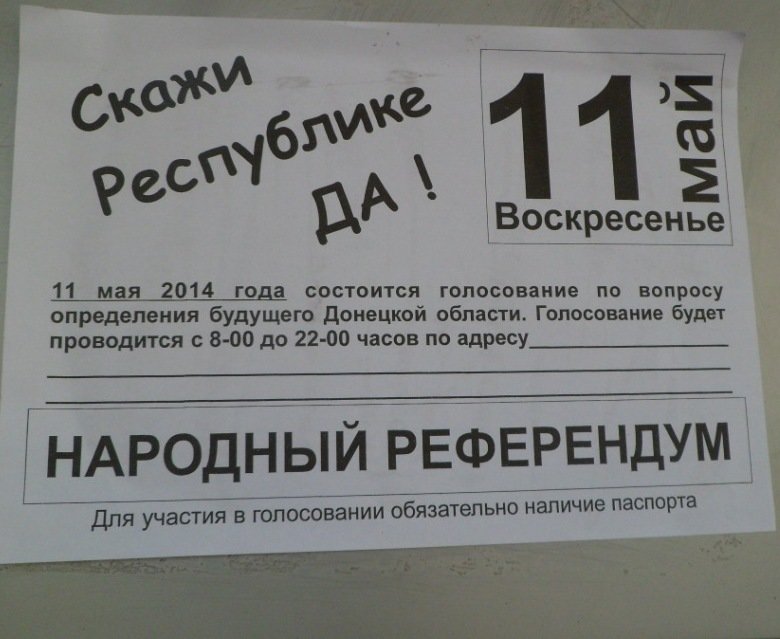 Скажи
Республике
ДА !
11 май
Воскресенье
11 мая 2014 года состоится голосование по вопросу
определения будущего Донецкой области. Голосование будет
проводится с 8-00 до 22-00 часов по адресу
НАРОДНЫЙ РЕФЕРЕНДУМ
Для участия в голосовании обязательно наличие паспорта